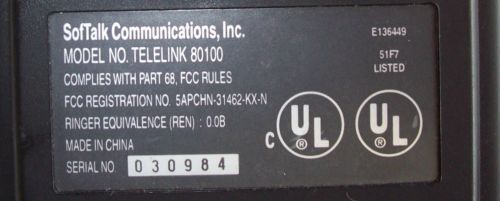 SofTalk Communications, Inc.
MODEL NO. TELELINK 80100
COMPLIES WITH PART 68, FCC RULES
FCC REGISTRATION NO. 5APCHN-31462-KX-N
RINGER EQUIVALENCE (REN) : 0.0B
MADE IN CHINA
SERIAL NO. 030984
E136449
51F7
LISTED
C UL ® UL ®